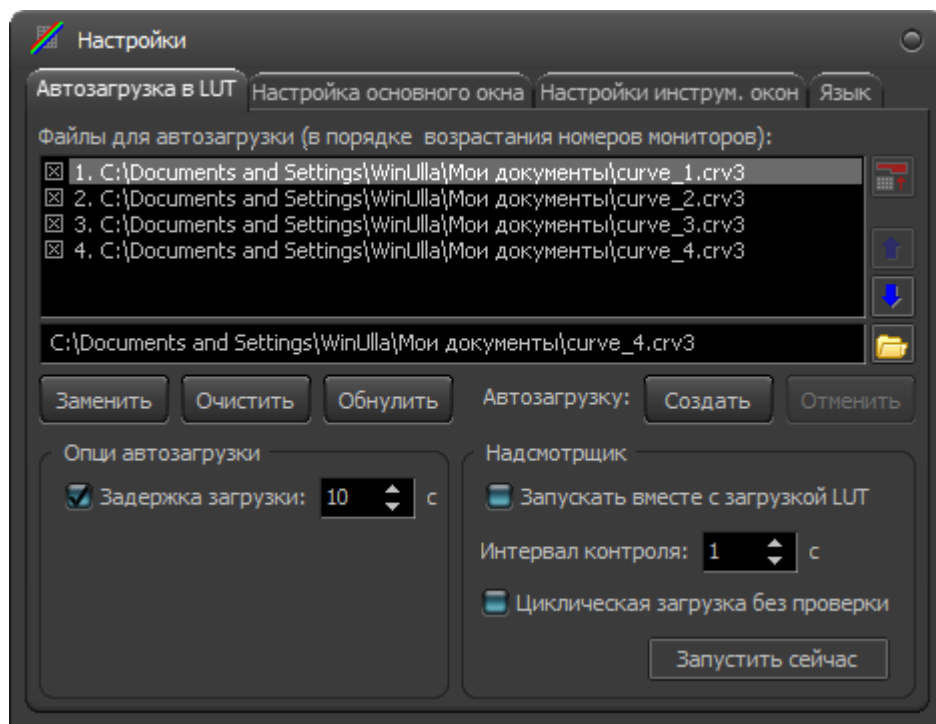 Настройки
Автозагрузка в LUT Настройка основного окна Настройки инструм. окон Язык
Файлы для автозагрузки (в порядке возрастания номеров мониторов):
1. C:\Documents and Settings\WinUlla\Мои документы\curve_1.crv3
2. C:\Documents and Settings\WinUlla\Мои документы\curve_2.crv3
3. C:\Documents and Settings\WinUlla\Мои документы\curve_3.crv3
4. C:\Documents and Settings\WinUlla\Мои документы\curve_4.crv3
C:\Documents and Settings\WinUlla\Мои документы\curve_4.crv3
Заменить Очистить Обнулить Автозагрузку: Создать Отменить
Опци автозагрузки
Задержка загрузки: 10 с
Надсмотрщик
Запускать вместе с загрузкой LUT
Интервал контроля: 1 с
Циклическая загрузка без проверки
Запустить сейчас